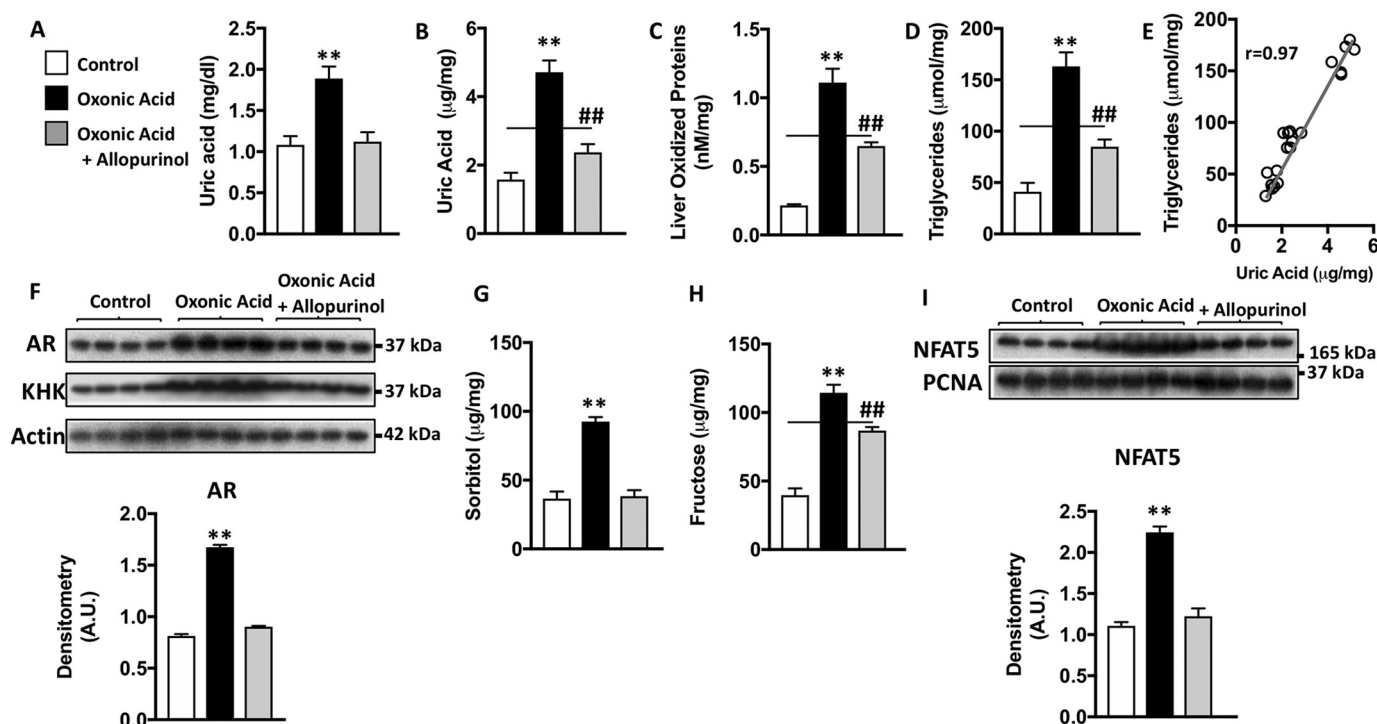 A
Control
Oxonic Acid
Oxonic Acid
+ Allopurinol
Uric acid (mg/dl)
2.5
2.0
1.5
1.0
0.5
0.0
**
B
Uric Acid (μg/mg)
6
4
2
0
**
##
C
Liver Oxidized Proteins
(nM/mg)
1.5
1.0
0.5
0.0
**
##
D
Triglycerides (μmol/mg)
200
150
100
50
0
**
##
E
Triglycerides (μmol/mg)
200
150
100
50
0
r=0.97
0 2 4 6
Uric Acid (μg/mg)
F
Control
Oxonic Acid
Oxonic Acid
+ Allopurinol
AR
37 kDa
KHK
37 kDa
Actin
42 kDa
AR
Densitometry
(A.U.)
2.0
1.5
1.0
0.5
0.0
**
G
Sorbitol (μg/mg)
150
100
50
0
**
H
Fructose (μg/mg)
150
100
50
0
**
##
I
Control
Oxonic Acid
+ Allopurinol
NFAT5
165 kDa
PCNA
37 kDa
NFAT5
Densitometry
(A.U.)
2.5
2.0
1.5
1.0
0.5
0.0
**